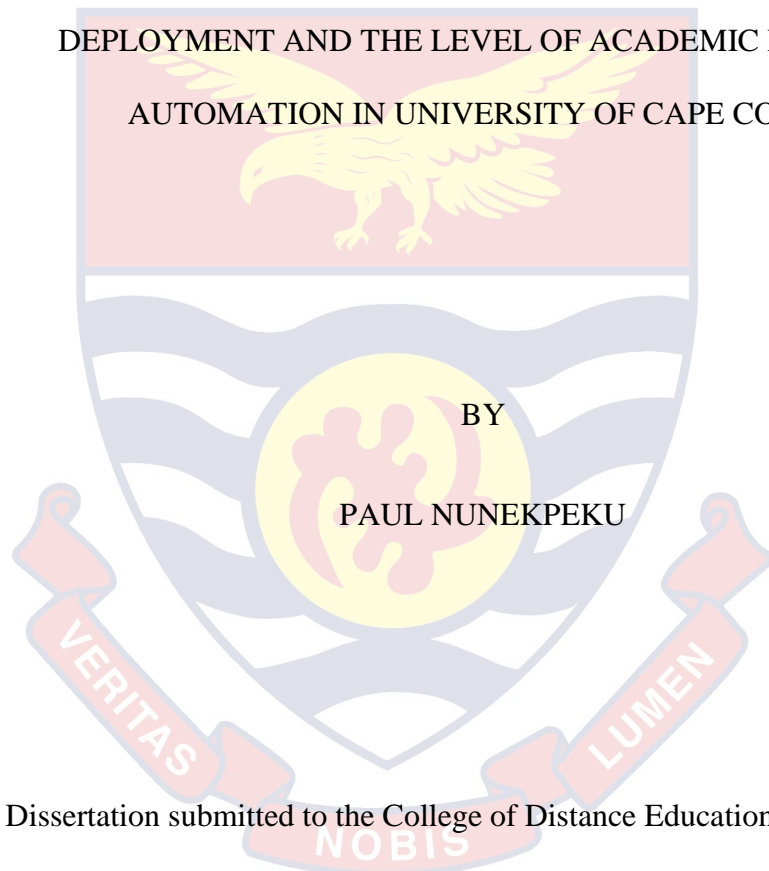 DEPLOYMENT AND THE LEVEL OF ACADEMIC
AUTOMATION IN UNIVERSITY OF CAPE CO
BY
PAUL NUNEKPEKU
VERITAS
NOBIS
LUMEN
Dissertation submitted to the College of Distance Education